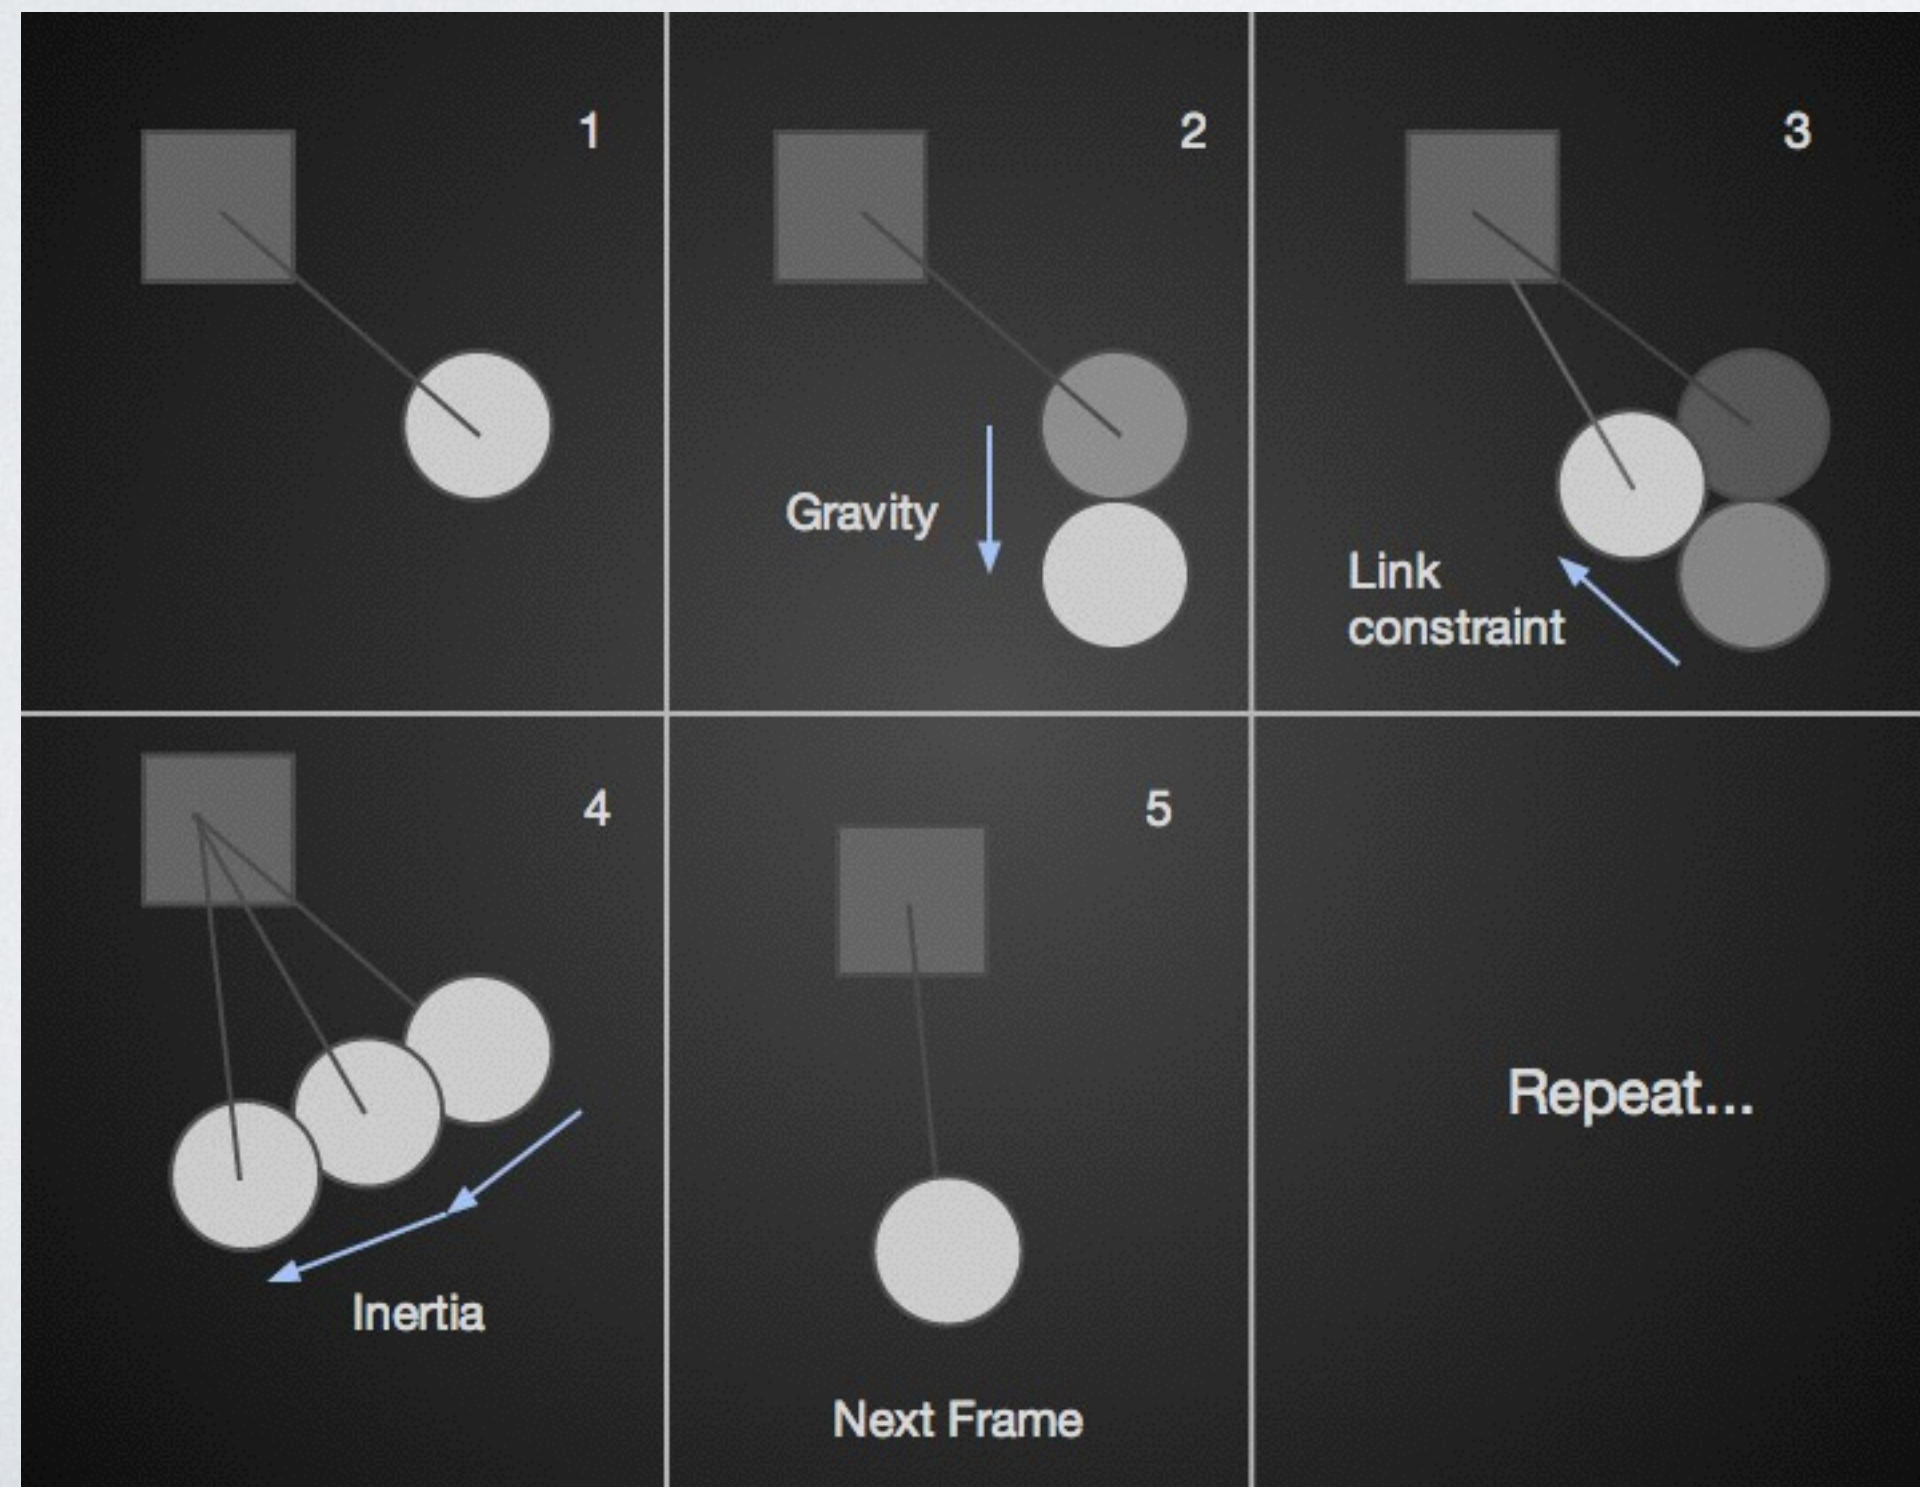 1
2
3
Gravity
Link
constraint
4
5
Inertia
Repeat...
Next Frame